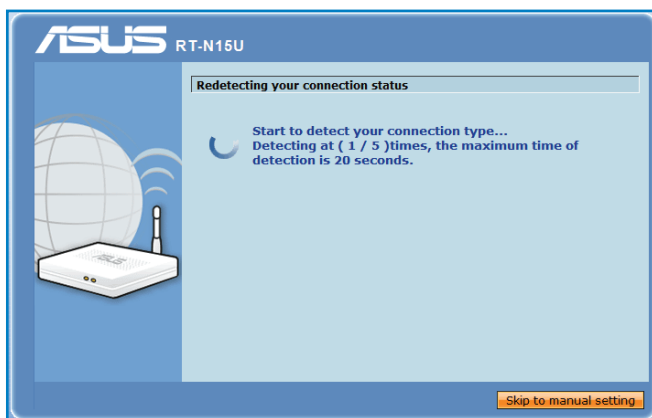 ASUS RT-N15U
Redetecting your connection status
Start to detect your connection type...
Detecting at ( 1 / 5 )times, the maximum time of
detection is 20 seconds.
ASUS
Skip to manual setting